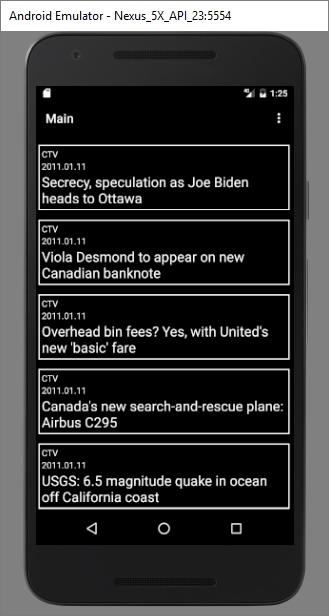 Android Emulator - Nexus_5X_API_23:5554
1:25
Main
CTV
2011.01.11
Secrecy, speculation as Joe Biden
heads to Ottawa
CTV
2011.01.11
Viola Desmond to appear on new
Canadian banknote
CTV
2011.01.11
Overhead bin fees? Yes, with United's
new 'basic' fare
CTV
2011.01.11
Canada's new search-and-rescue plane:
Airbus C295
CTV
2011.01.11
USGS: 6.5 magnitude quake in ocean
off California coast